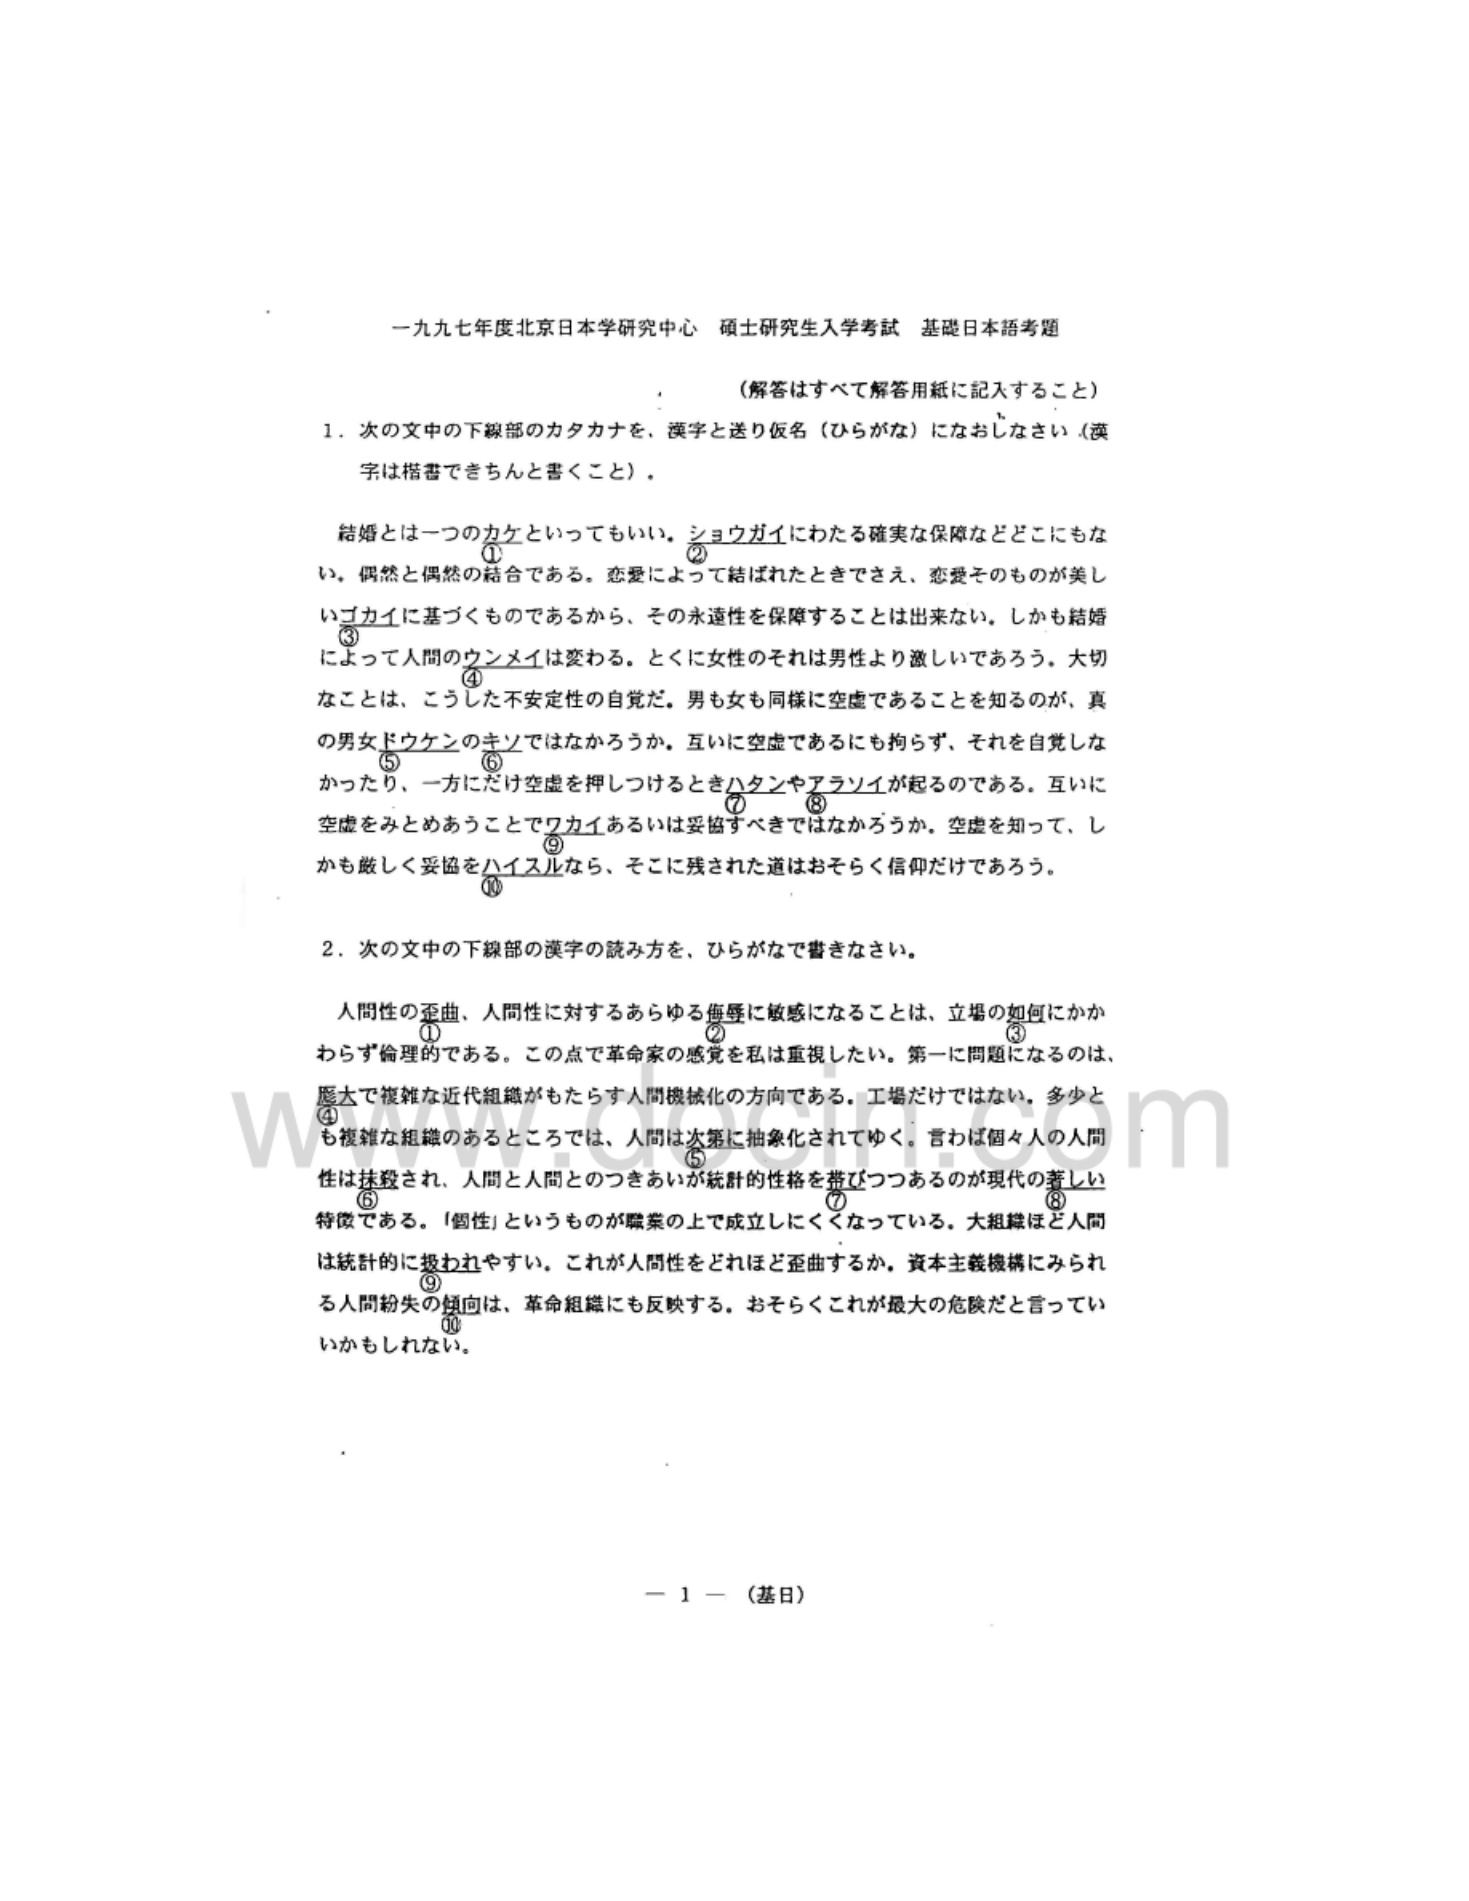 一九九七年度北京日本学研究中心　碩士研究生入学考試　基礎日本語考題
（解答はすべて解答用紙に記入すること）
1．次の文中の下線部のカタカナを、漢字と送り仮名（ひらがな）になおしなさい（漢
字は楷書できちんと書くこと）．
結婚とは一つのカケといってもいい。ショウガイにわたる確実な保障などどこにもな
① ②
い。偶然と偶然の結合である。恋愛によって結ばれたときでさえ、恋愛そのものが美し
いゴカイに基づくものであるから、その永遠性を保障することは出来ない。しかも結婚
③
によって人間のウンメイは変わる。とくに女性のそれは男性より激しいであろう。大切
④
なことは、こうした不安定性の自覚だ。男も女も同様に空虚であることを知るのが、真
の男女ドウケンのキソではなかろうか。互いに空虚であるにも拘らず、それを自覚しな
⑤ ⑥
かったり、一方にだけ空虚を押しつけるときハタンやアラソイが起るのである。互いに
⑦ ⑧
空虚をみとめあうことでワカイあるいは妥協すべきではなかろうか。空虚を知って、し
⑨
かも厳しく妥協をハイスルなら、そこに残された道はおそらく信仰だけであろう。
⑩
2．次の文中の下線部の漢字の読み方を、ひらがなで書きなさい。
人間性の歪曲、人間性に対するあらゆる侮辱に敏感になることは、立場の如何にかか
① ② ③
わらず倫理的である。この点で革命家の感覚を私は重視したい。第一に問題になるのは、
厖大で複雑な近代組織がもたらす人間機械化の方向である。工場だけではない。多少と
④
も複雑な組織のあるところでは、人間は次第に抽象化されてゆく。言わば個々人の人間
⑤
性は抹殺され、人間と人間とのつきあいが統計的性格を帯びつつあるのが現代の著しい
⑥ ⑦ ⑧
特徴である。「個性」というものが職業の上で成立しにくくなっている。大組織ほど人間
は統計的に扱われやすい。これが人間性をどれほど歪曲するか。資本主義機構にみられ
⑨
る人間紛失の傾向は、革命組織にも反映する。おそらくこれが最大の危険だと言ってい
⑩
いかもしれない。
www.docin.com
— 1 —（基日）